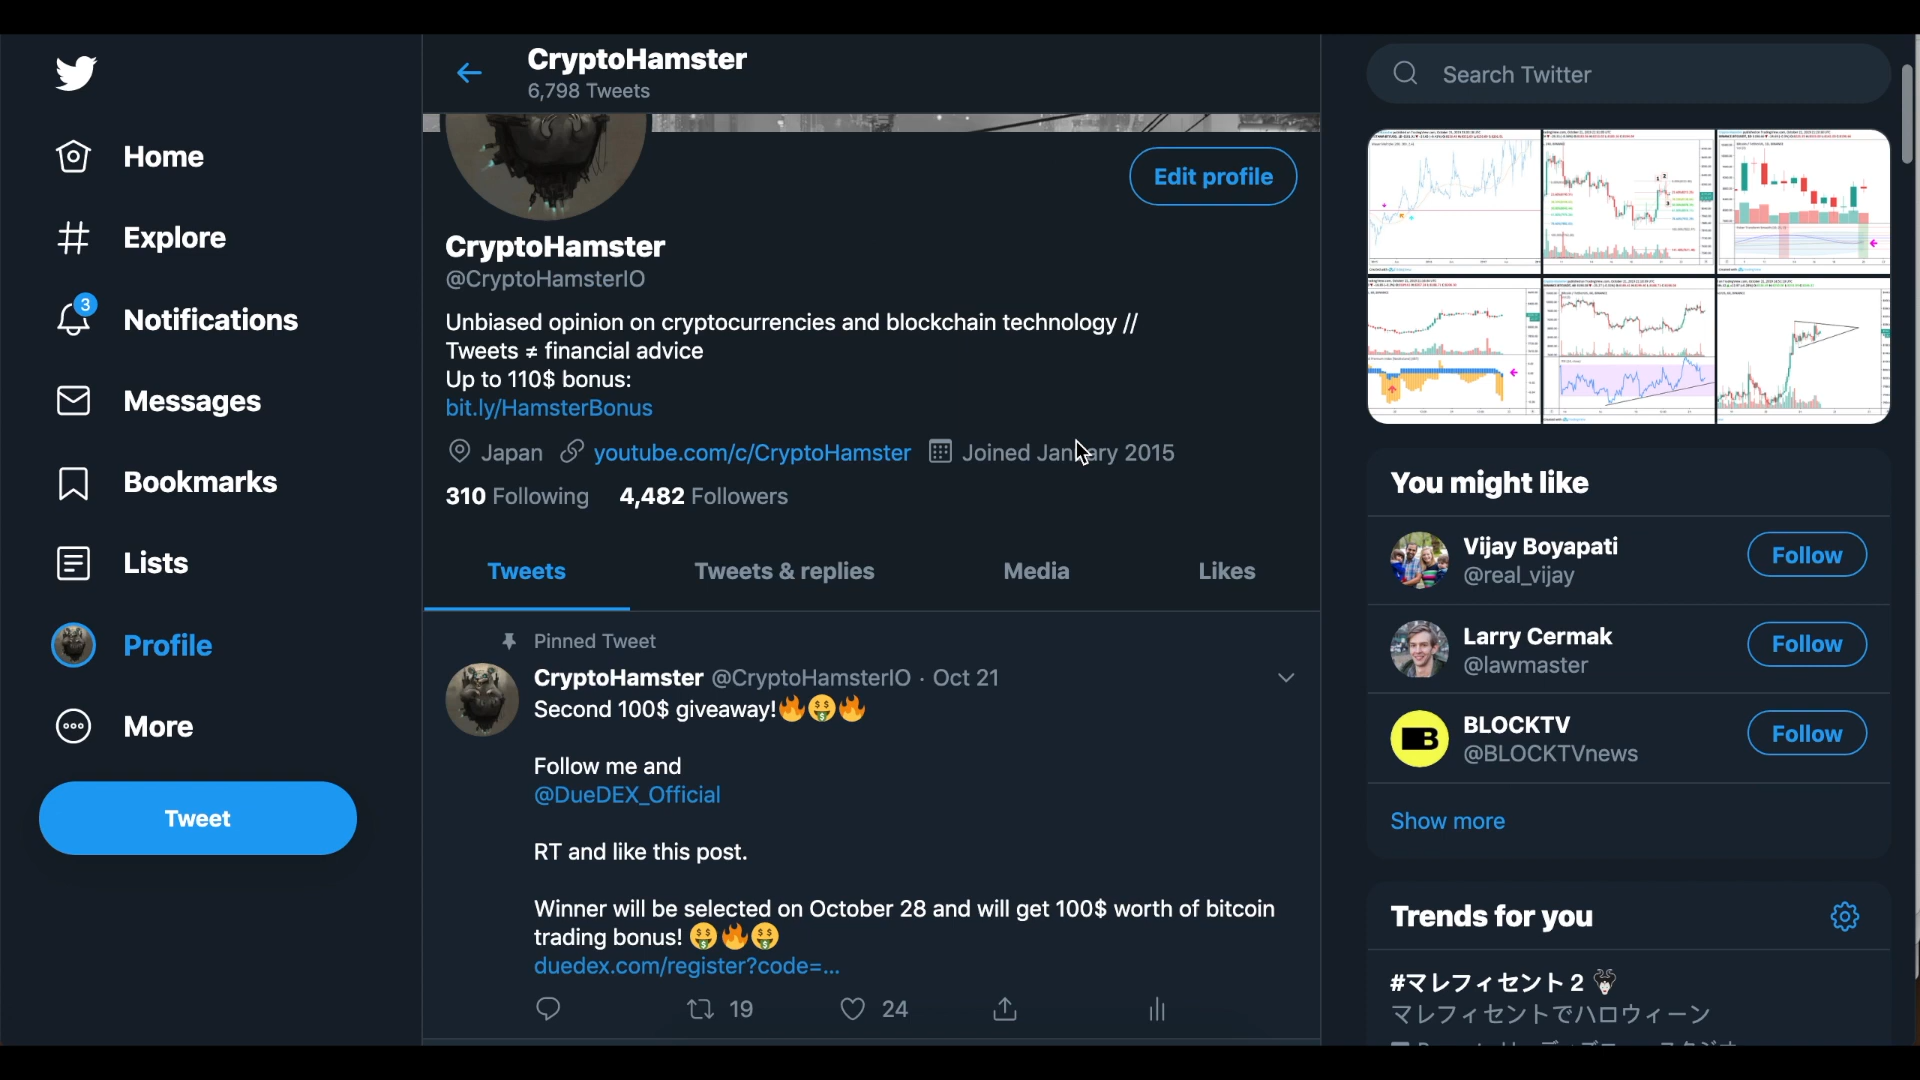 CryptoHamster
6,798 Tweets
Search Twitter
Home
Explore
3
Notifications
Messages
Bookmarks
Lists
Profile
More
Tweet
Edit profile
CryptoHamster
@CryptoHamsterIO
Unbiased opinion on cryptocurrencies and blockchain technology //
Tweets ≠ financial advice
Up to 110$ bonus:
bit.ly/HamsterBonus
Japan youtube.com/c/CryptoHamster Joined January 2015
310 Following 4,482 Followers
Tweets Tweets & replies Media Likes
Pinned Tweet
CryptoHamster @CryptoHamsterIO · Oct 21
Second 100$ giveaway!🔥🤑🔥
Follow me and
@DueDEX_Official
RT and like this post.
Winner will be selected on October 28 and will get 100$ worth of bitcoin
trading bonus! 🤑🔥🤑
duedex.com/register?code=...
19 24
You might like
Vijay Boyapati
@real_vijay
Follow
Larry Cermak
@lawmaster
Follow
B
BLOCKTV
@BLOCKTVnews
Follow
Show more
Trends for you
#マレフィセント2
マレフィセントでハロウィーン